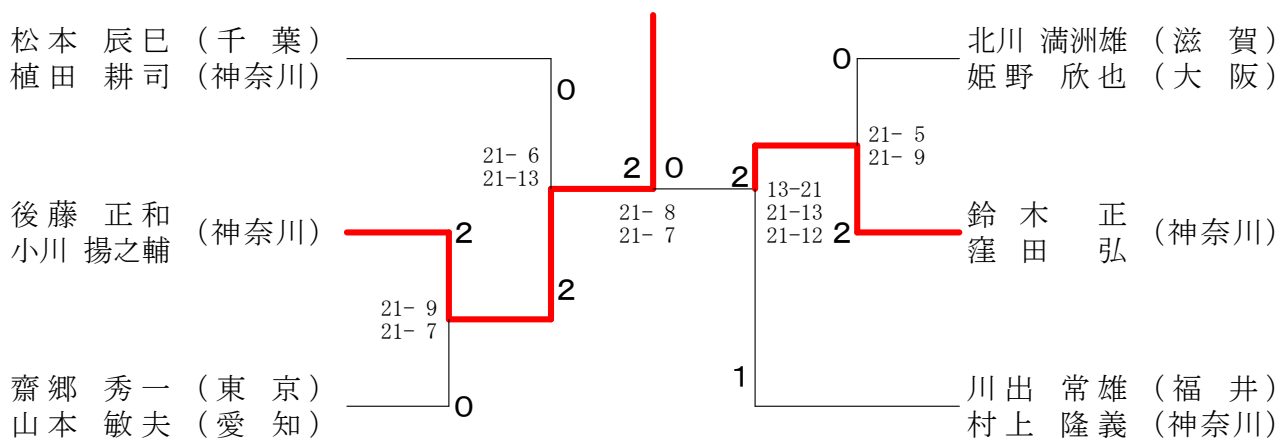 松本 辰巳 (千 葉)
植田 耕司 (神奈川)
0
21- 6
21-13
後藤 正和
小川 揚之輔
(神奈川)
2
2
21- 9
21- 7
齋郷 秀一 (東 京)
山本 敏夫 (愛 知)
0
2
0
21- 8
21- 7
北川 満洲雄 (滋 賀)
姫野 欣也 (大 阪)
0
21- 5
21- 9
2
13-21
21-13
21-12
2
鈴木 正
窪田 弘
(神奈川)
1
川出 常雄 (福 井)
村上 隆義 (神奈川)